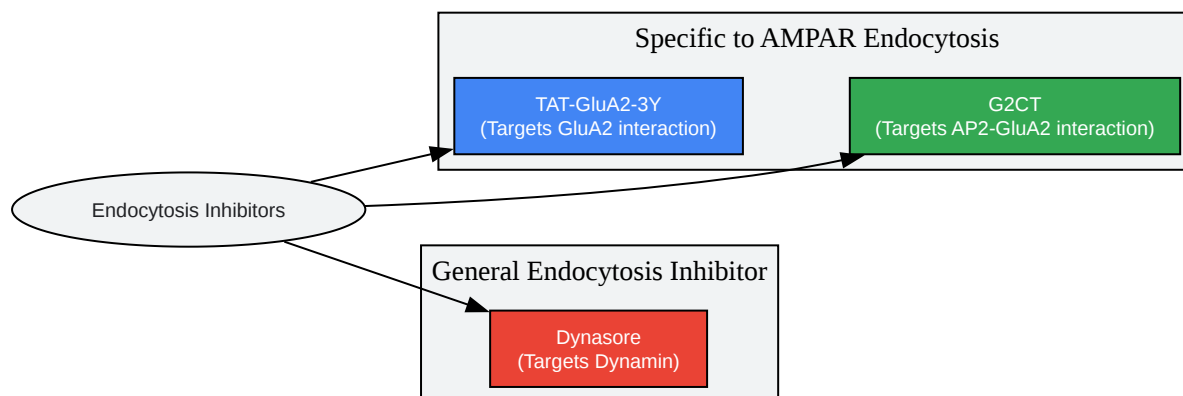 Specific to AMPAR Endocytosis
TAT-GluA2-3Y
(Targets GluA2 interaction)
G2CT
(Targets AP2-GluA2 interaction)
Endocytosis Inhibitors
General Endocytosis Inhibitor
Dynasore
(Targets Dynamin)